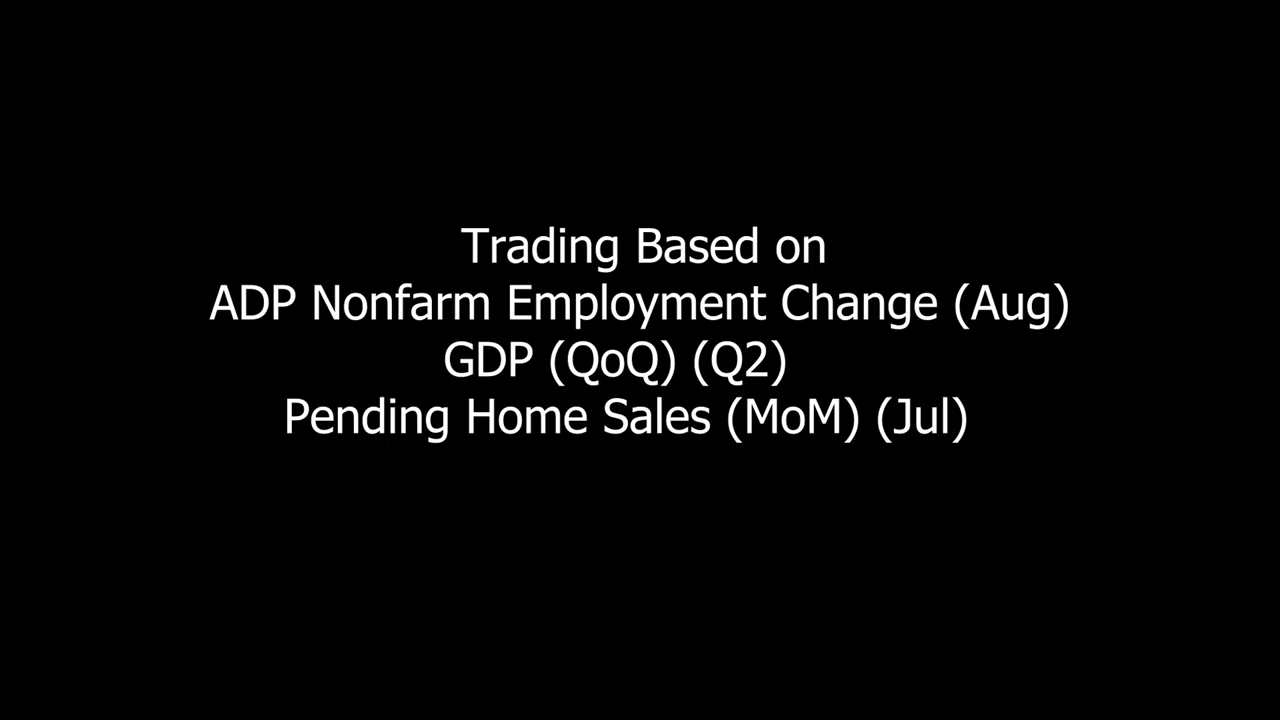 Trading Based on
ADP Nonfarm Employment Change (Aug)
GDP (QoQ) (Q2)
Pending Home Sales (MoM) (Jul)